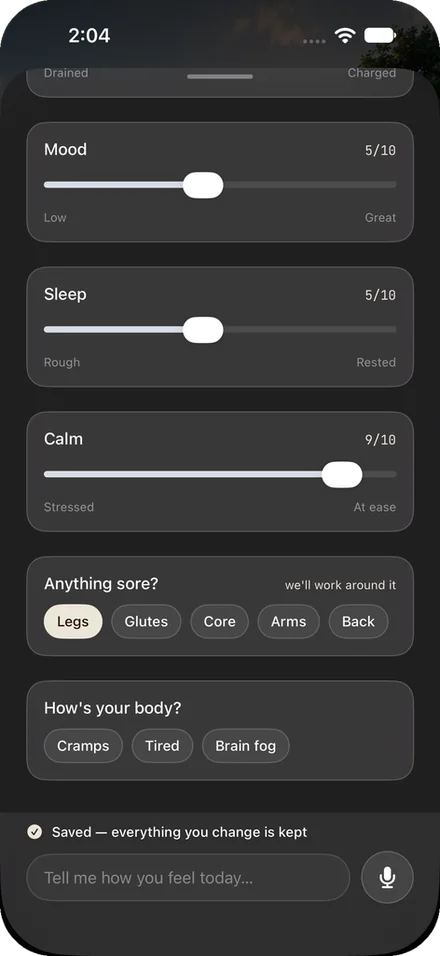 2:04
Drained Charged
Mood 5/10
Low Great
Sleep 5/10
Rough Rested
Calm 9/10
Stressed At ease
Anything sore? we'll work around it
Legs Glutes Core Arms Back
How's your body?
Cramps Tired Brain fog
Saved — everything you change is kept
Tell me how you feel today...